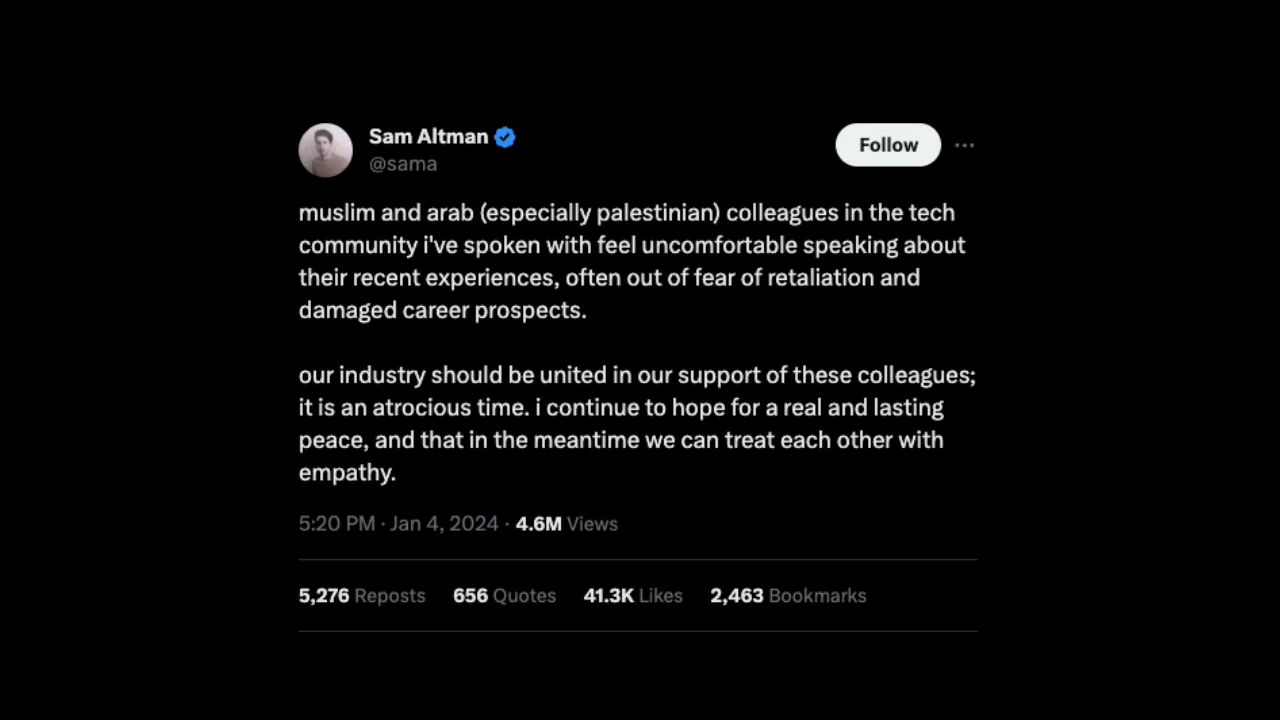 Sam Altman
@sama
Follow
muslim and arab (especially palestinian) colleagues in the tech
community i've spoken with feel uncomfortable speaking about
their recent experiences, often out of fear of retaliation and
damaged career prospects.
our industry should be united in our support of these colleagues;
it is an atrocious time. i continue to hope for a real and lasting
peace, and that in the meantime we can treat each other with
empathy.
5:20 PM · Jan 4, 2024 · 4.6M Views
5,276 Reposts 656 Quotes 41.3K Likes 2,463 Bookmarks